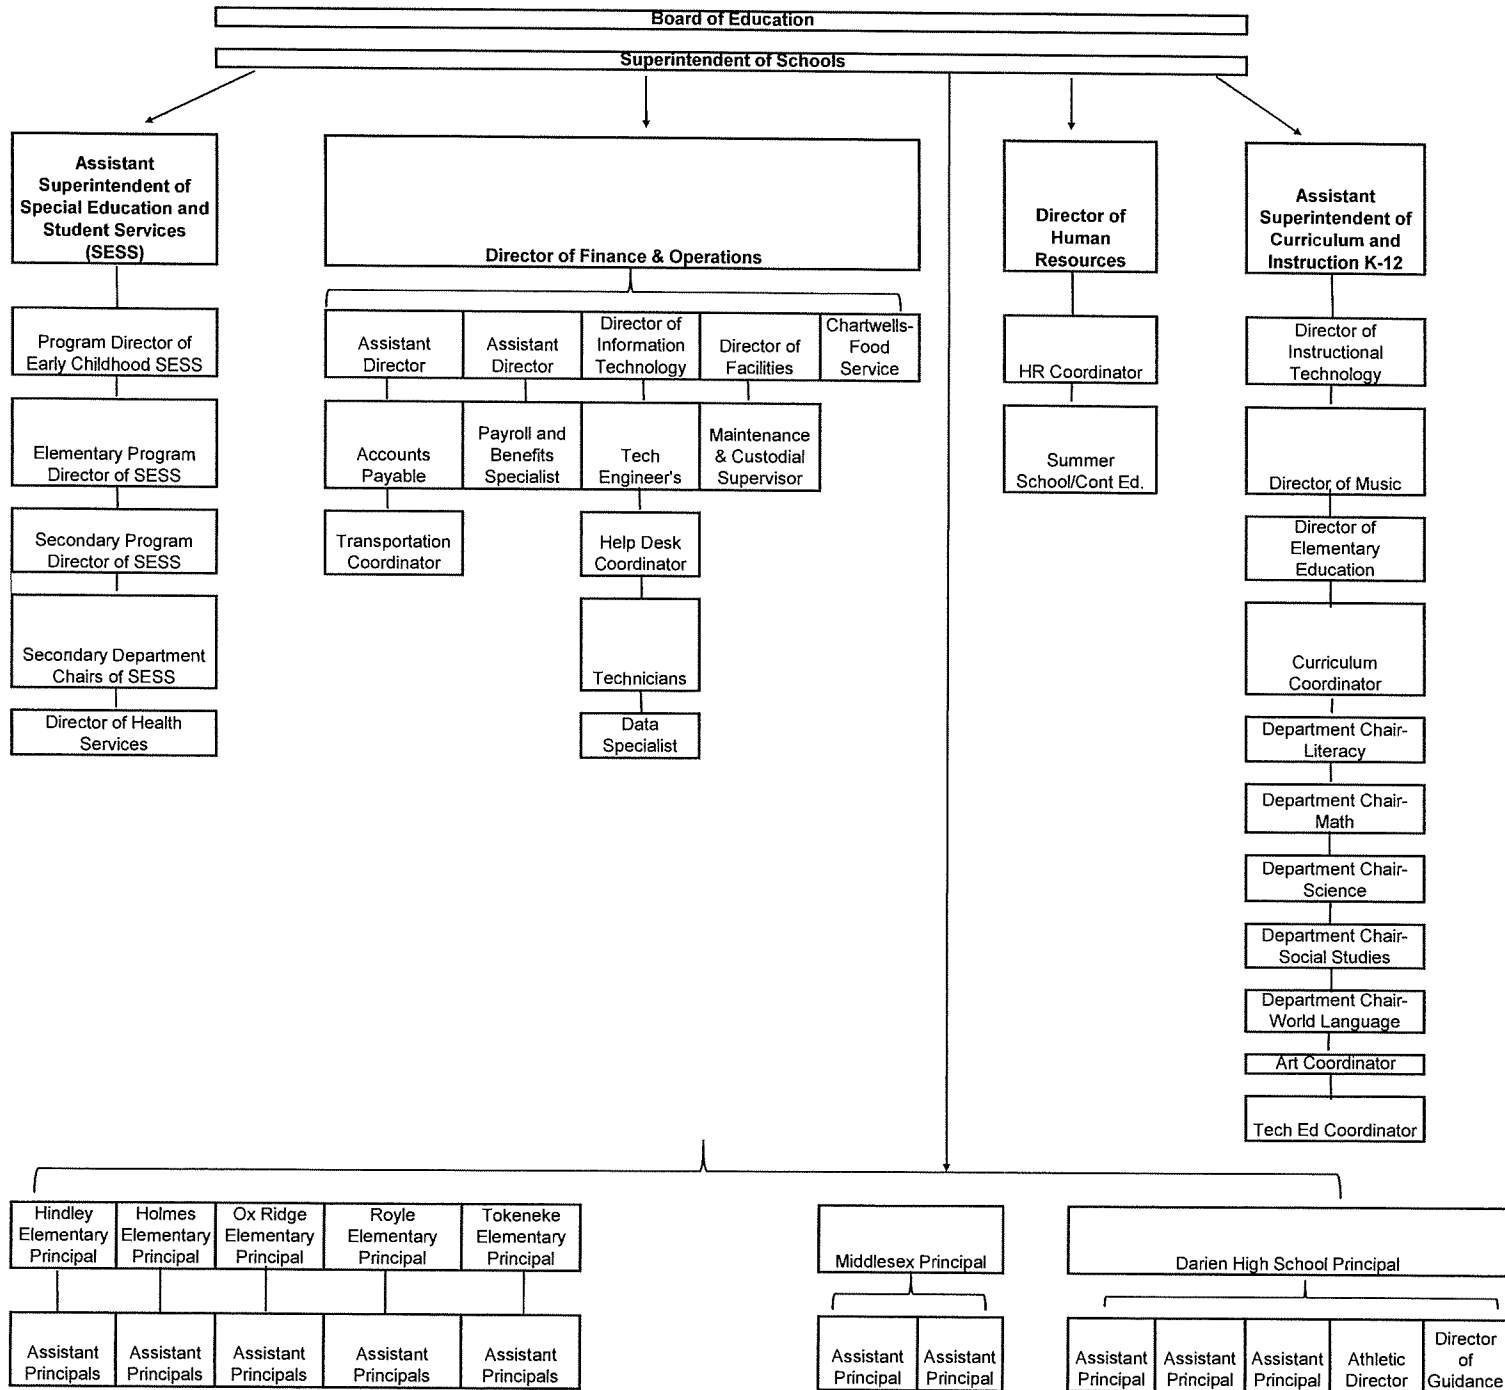 Board of Education
Superintendent of Schools
Assistant
Superintendent of
Special Education and
Student Services
(SESS)
Director of Finance & Operations
Director of
Human
Resources
Assistant
Superintendent of
Curriculum and
Instruction K-12
Program Director of
Early Childhood SESS
Elementary Program
Director of SESS
Secondary Program
Director of SESS
Secondary Department
Chairs of SESS
Director of Health
Services
Assistant
Director
Assistant
Director
Director of
Information
Technology
Director of
Facilities
Chartwells-
Food
Service
Accounts
Payable
Payroll and
Benefits
Specialist
Tech
Engineer's
Maintenance
& Custodial
Supervisor
Transportation
Coordinator
Help Desk
Coordinator
Technicians
Data
Specialist
HR Coordinator
Summer
School/Cont Ed.
Director of
Instructional
Technology
Director of Music
Director of
Elementary
Education
Curriculum
Coordinator
Department Chair-
Literacy
Department Chair-
Math
Department Chair-
Science
Department Chair-
Social Studies
Department Chair-
World Language
Art Coordinator
Tech Ed Coordinator
Hindley
Elementary
Principal
Holmes
Elementary
Principal
Ox Ridge
Elementary
Principal
Royle
Elementary
Principal
Tokeneke
Elementary
Principal
Middlesex Principal
Darien High School Principal
Assistant
Principals
Assistant
Principals
Assistant
Principals
Assistant
Principals
Assistant
Principals
Assistant
Principal
Assistant
Principal
Assistant
Principal
Assistant
Principal
Assistant
Principal
Athletic
Director
Director
of
Guidance